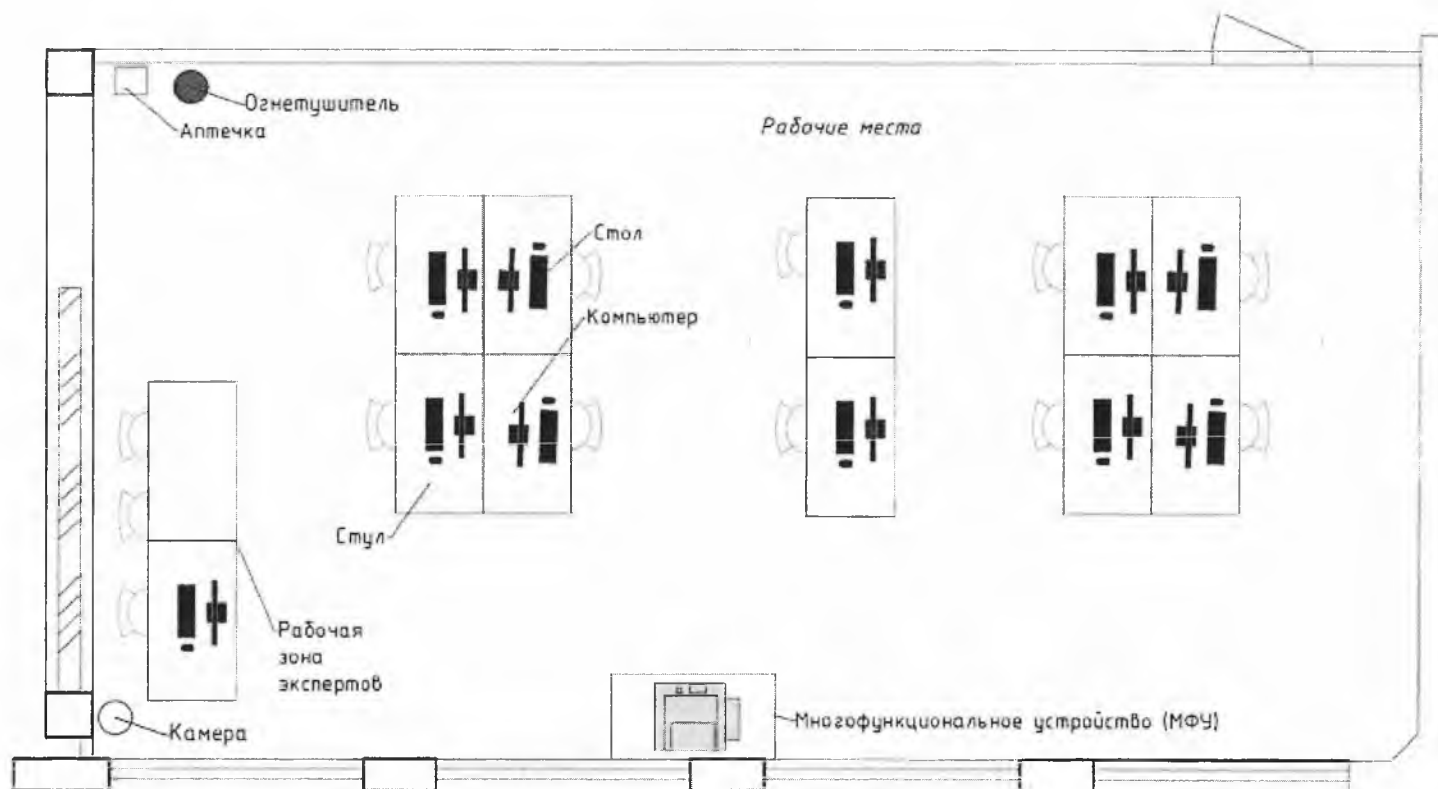 Огнетушитель
Аптечка
Рабочие места
Стол
Компьютер
Стул
Рабочая
зона
экспертов
Камера
Многофункциональное устройство (МФУ)